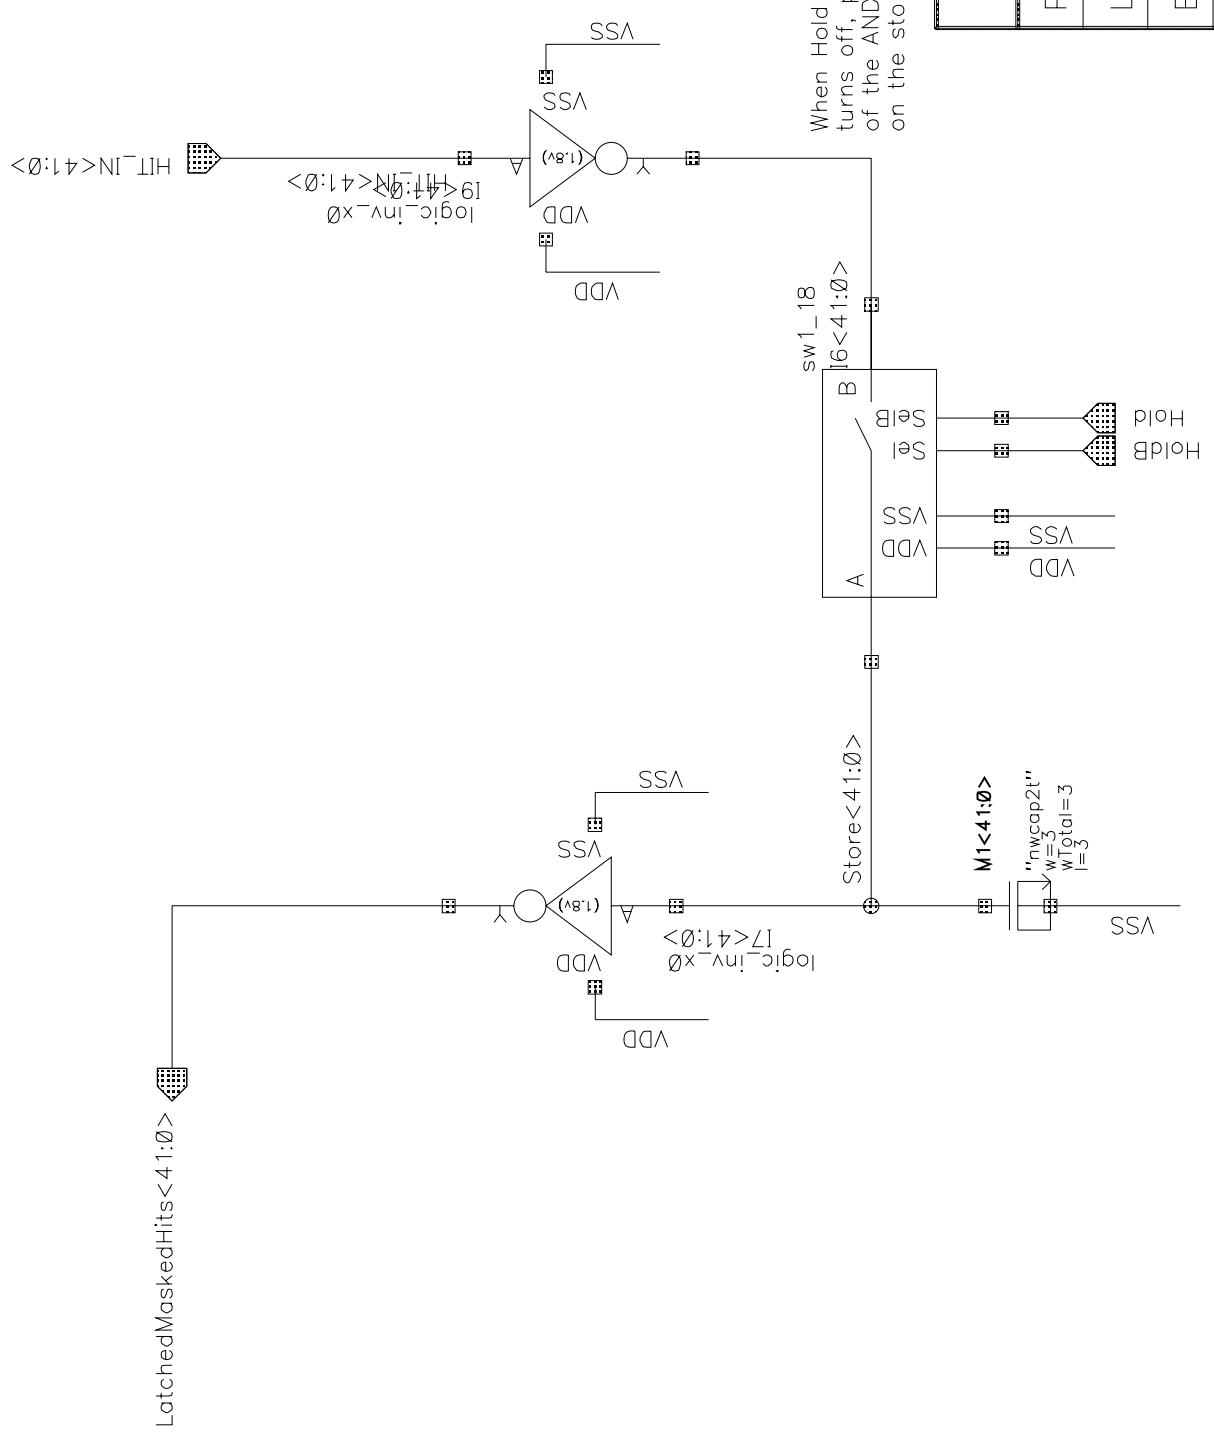 HIT_IN<41:0>
HIT_IN<41:0>
I9<41:0>
logic_inv_x0
VSS
VSS
(1.8v)
VDD
VDD
When Hold
turns off,
of the AND
on the sto
sw1_18
I6<41:0>
B
A
SelB
Sel
VSS
VDD
Hold
HoldB
VSS
VDD
Store<41:0>
M1<41:0>
"nwcap2t"
w=3
wTotal=3
l=3
VSS
VSS
VSS
(1.8v)
A
Y
A
Y
VDD
VDD
I7<41:0>
logic_inv_x0
LatchedMaskedHits<41:0>